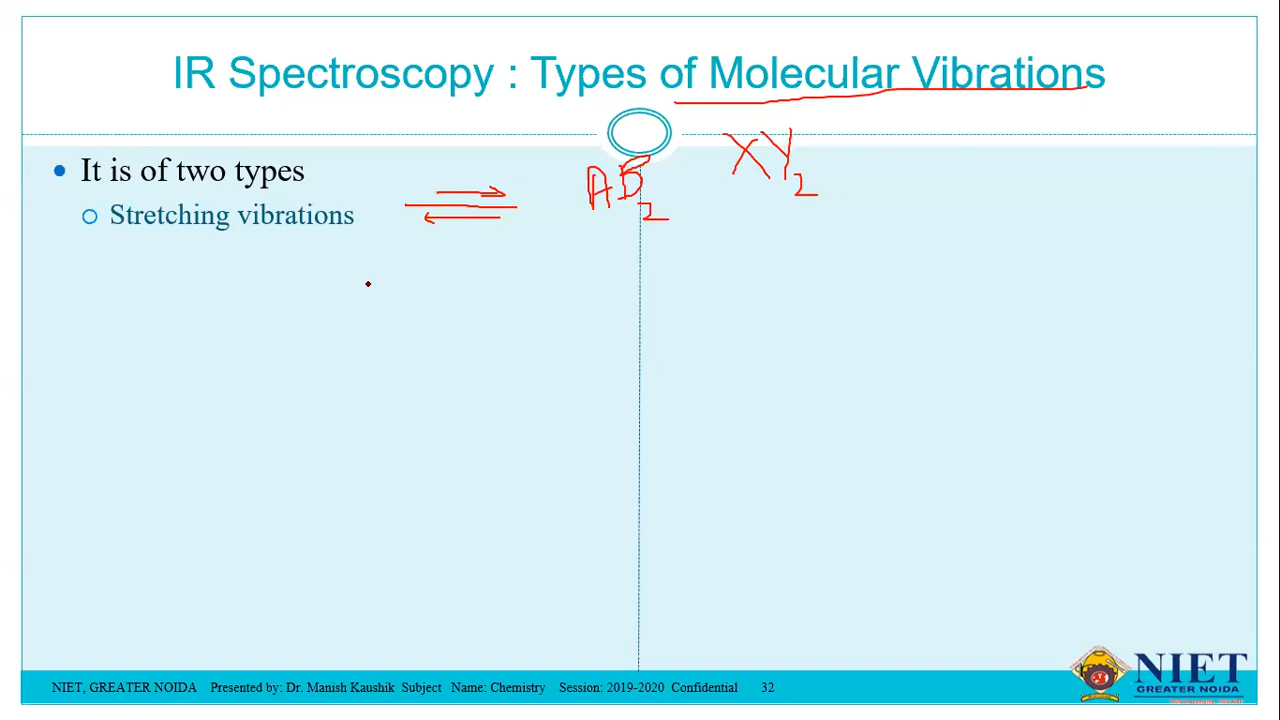 IR Spectroscopy : Types of Molecular Vibrations
XY2
AB2
It is of two types
Stretching vibrations
NIET
GREATER NOIDA
NIET, GREATER NOIDA Presented by: Dr. Manish Kaushik Subject Name: Chemistry Session: 2019-2020 Confidential 32